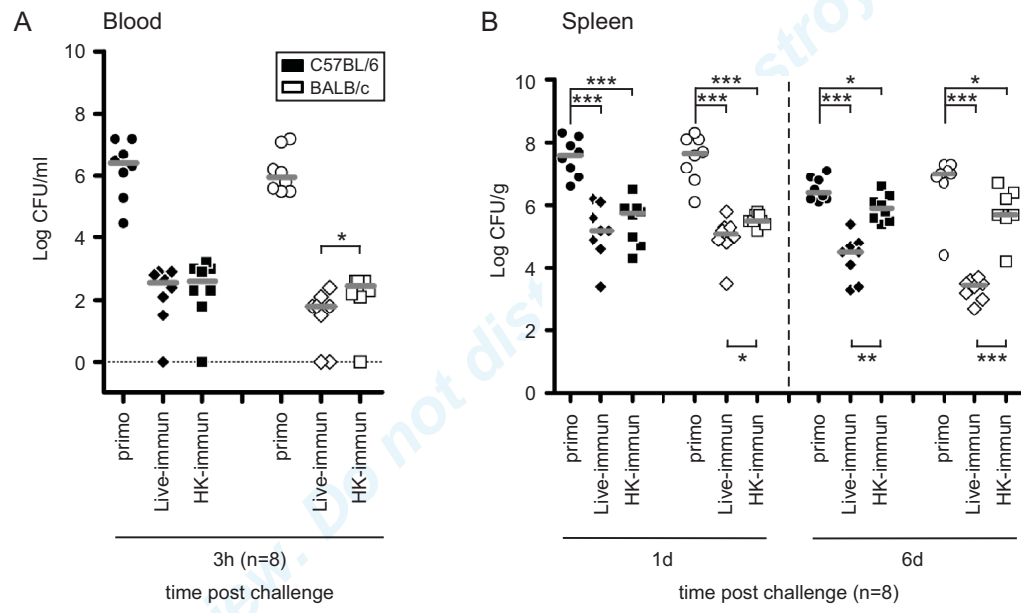 A
Blood
10
8
6
4
2
0
Log CFU/ml
C57BL/6
BALB/c
*
primo
Live-immun
HK-immun
primo
Live-immun
HK-immun
3h (n=8)
time post challenge
B
Spleen
10
8
6
4
2
0
Log CFU/g
***
***
***
***
*
***
*
***
*
**
***
primo
Live-immun
HK-immun
primo
Live-immun
HK-immun
primo
Live-immun
HK-immun
primo
Live-immun
HK-immun
1d
6d
time post challenge (n=8)